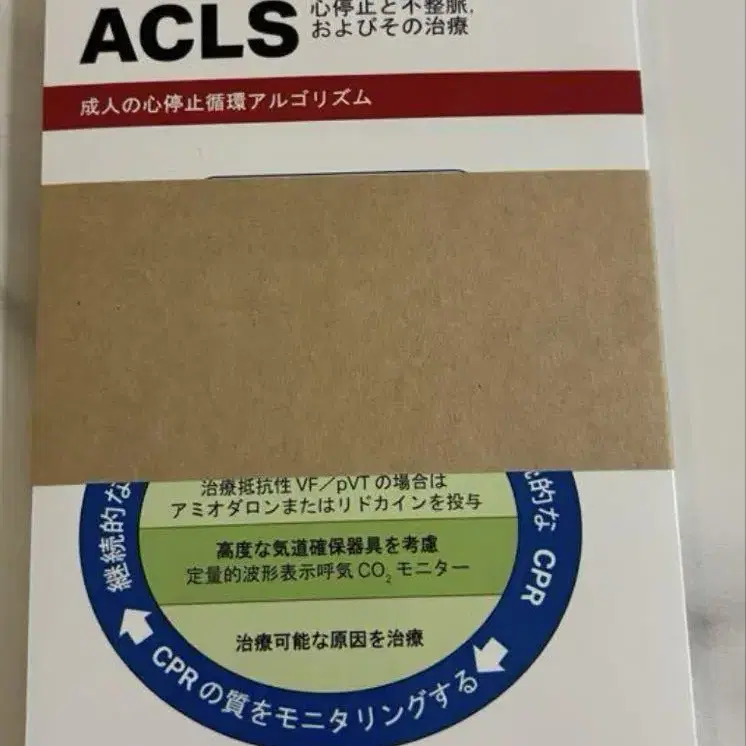 ACLS
心停止と不整脈,
およびその治療
成人の心停止循環アルゴリズム
治療抵抗性 VF/pVT の場合は
アミオダロンまたはリドカインを投与
高度な気道確保器具を考慮
定量的波形表示呼気 CO₂ モニター
治療可能な原因を治療
継続的な
的な CPR
CPR の質をモニタリングする